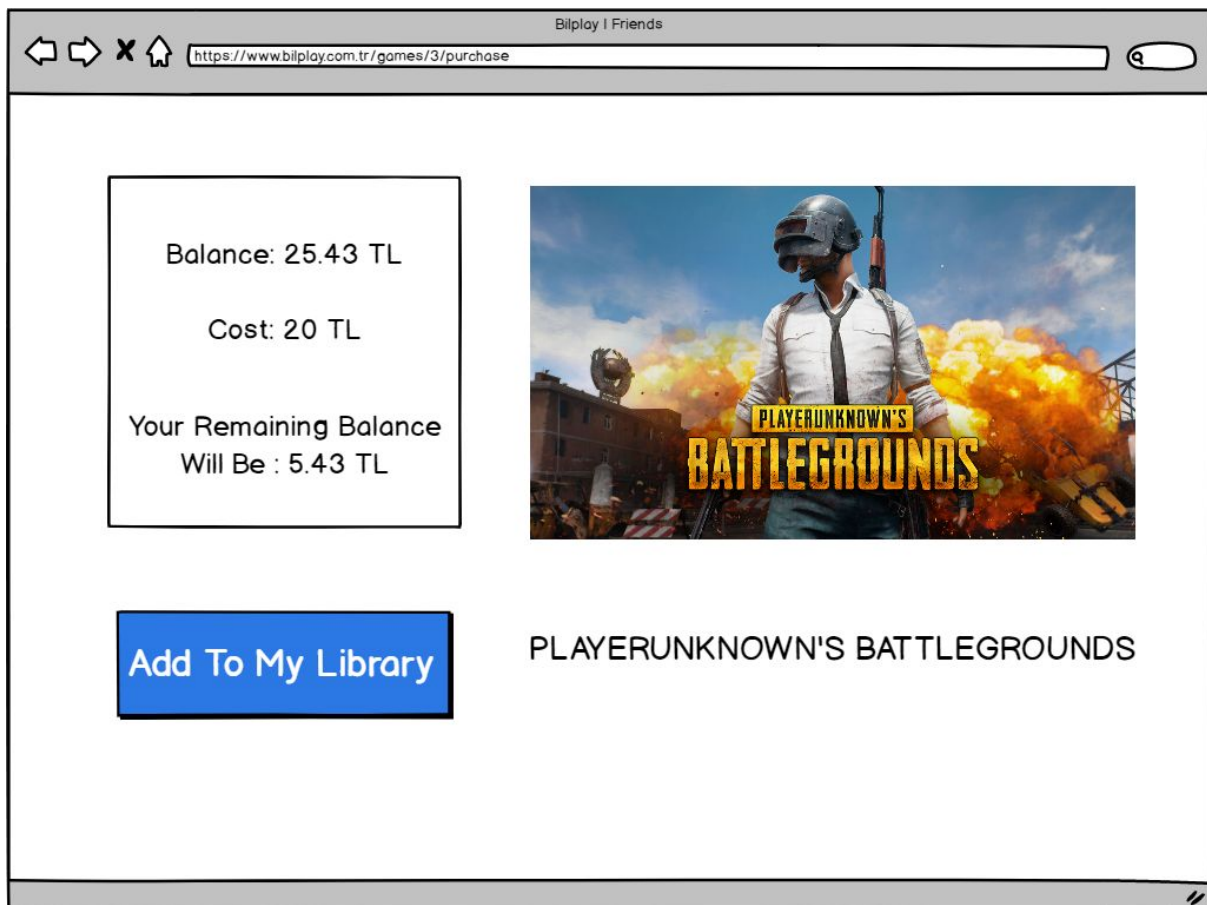 Bilplay | Friends
https://www.bilplay.com.tr/games/3/purchase
Balance: 25.43 TL
Cost: 20 TL
Your Remaining Balance
Will Be : 5.43 TL
Add To My Library
PLAYERUNKNOWN'S
BATTLEGROUNDS
PLAYERUNKNOWN'S BATTLEGROUNDS